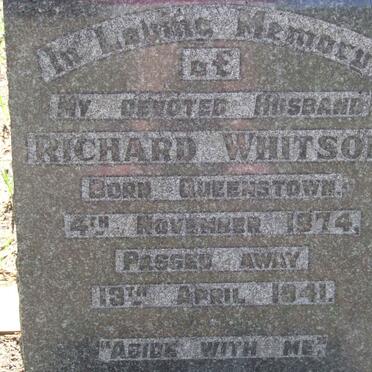 In Loving Memory
of
My devoted Husband
Richard Whitson
Born Queenstown,
4th November 1874.
Passed away
19th April 1941.
"Abide with me."